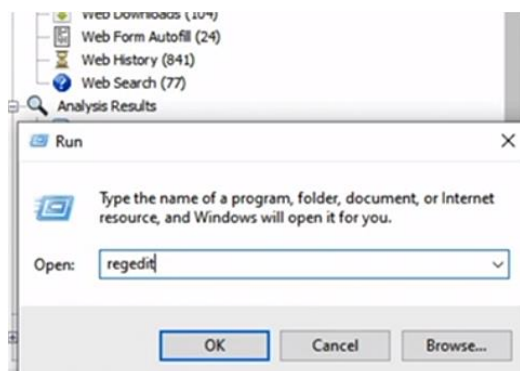 Web Downloads (104)
Web Form Autofill (24)
Web History (841)
Web Search (77)
Analysis Results
Run
Type the name of a program, folder, document, or Internet
resource, and Windows will open it for you.
Open:
regedit
OK
Cancel
Browse...